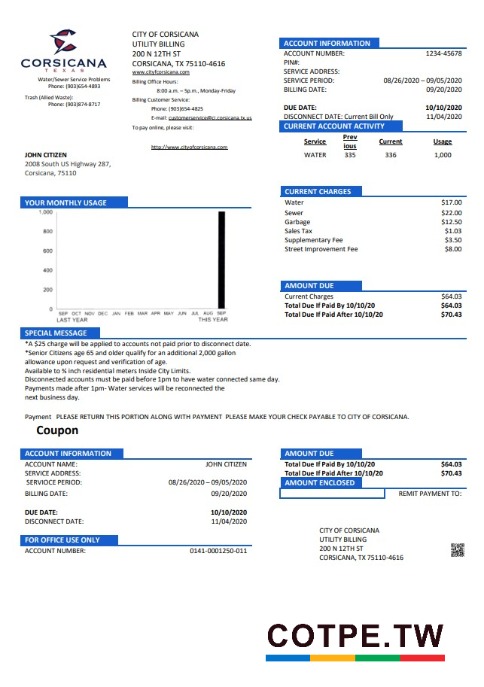 CORSICANA
TEXAS
Water/Sewer Service Problems
Phone: (903)654-4893
Trash (Allied Waste):
Phone: (903)874-8717
CITY OF CORSICANA
UTILITY BILLING
200 N 12TH ST
CORSICANA, TX 75110-4616
www.cityofcorsicana.com
Billing Office Hours:
8:00 a.m. – 5p.m., Monday-Friday
Billing Customer Service:
Phone: (903)654-4825
E-mail: customerservice@ci.corsicana.tx.us
To pay online, please visit:
http://www.cityofcorsicana.com
ACCOUNT INFORMATION
ACCOUNT NUMBER: 1234-45678
PIN#:
SERVICE ADDRESS:
SERVICE PERIOD: 08/26/2020 – 09/05/2020
BILLING DATE: 09/20/2020
DUE DATE: 10/10/2020
DISCONNECT DATE: Current Bill Only 11/04/2020
CURRENT ACCOUNT ACTIVITY
Service Prev ious Current Usage
WATER 335 336 1,000
JOHN CITIZEN
2008 South US Highway 287,
Corsicana, 75110
CURRENT CHARGES
Water $17.00
Sewer $22.00
Garbage $12.50
Sales Tax $1.03
Supplementary Fee $3.50
Street Improvement Fee $8.00
YOUR MONTHLY USAGE
1,000
800
600
400
200
0
SEP OCT NOV DEC JAN FEB MAR APR MAY JUN JUL AUG SEP
LAST YEAR THIS YEAR
AMOUNT DUE
Current Charges $64.03
Total Due If Paid By 10/10/20 $64.03
Total Due If Paid After 10/10/20 $70.43
SPECIAL MESSAGE
*A $25 charge will be applied to accounts not paid prior to disconnect date.
*Senior Citizens age 65 and older qualify for an additional 2,000 gallon
allowance upon request and verification of age.
Available to ¾ inch residential meters Inside City Limits.
Disconnected accounts must be paid before 1pm to have water connected same day.
Payments made after 1pm- Water services will be reconnected the
next business day.
Payment PLEASE RETURN THIS PORTION ALONG WITH PAYMENT PLEASE MAKE YOUR CHECK PAYABLE TO CITY OF CORSICANA.
Coupon
ACCOUNT INFORMATION
ACCOUNT NAME: JOHN CITIZEN
SERVICE ADDRESS:
SERVIOCE PERIOD: 08/26/2020 – 09/05/2020
BILLING DATE: 09/20/2020
DUE DATE: 10/10/2020
DISCONNECT DATE: 11/04/2020
FOR OFFICE USE ONLY
ACCOUNT NUMBER: 0141-0001250-011
AMOUNT DUE
Total Due If Paid By 10/10/20 $64.03
Total Due If Paid After 10/10/20 $70.43
AMOUNT ENCLOSED
REMIT PAYMENT TO:
CITY OF CORSICANA
UTILITY BILLING
200 N 12TH ST
CORSICANA, TX 75110-4616
COTPE.TW